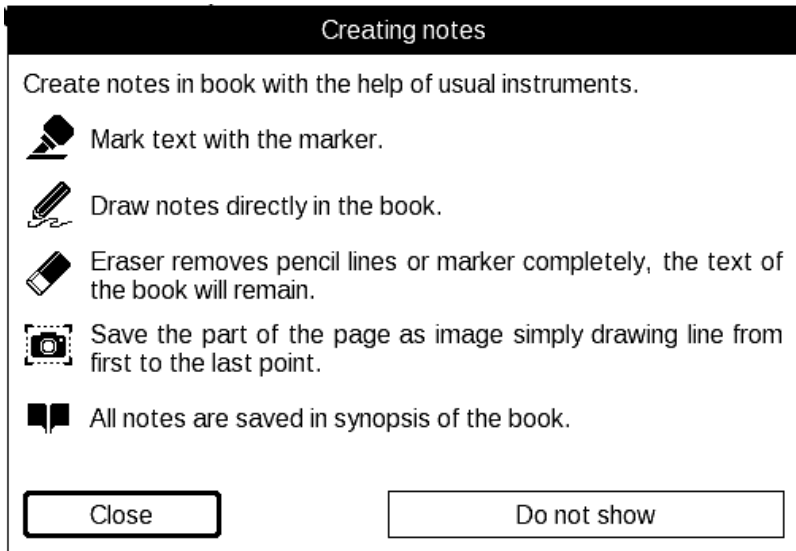 Creating notes
Create notes in book with the help of usual instruments.
Mark text with the marker.
Draw notes directly in the book.
Eraser removes pencil lines or marker completely, the text of
the book will remain.
Save the part of the page as image simply drawing line from
first to the last point.
All notes are saved in synopsis of the book.
Close
Do not show